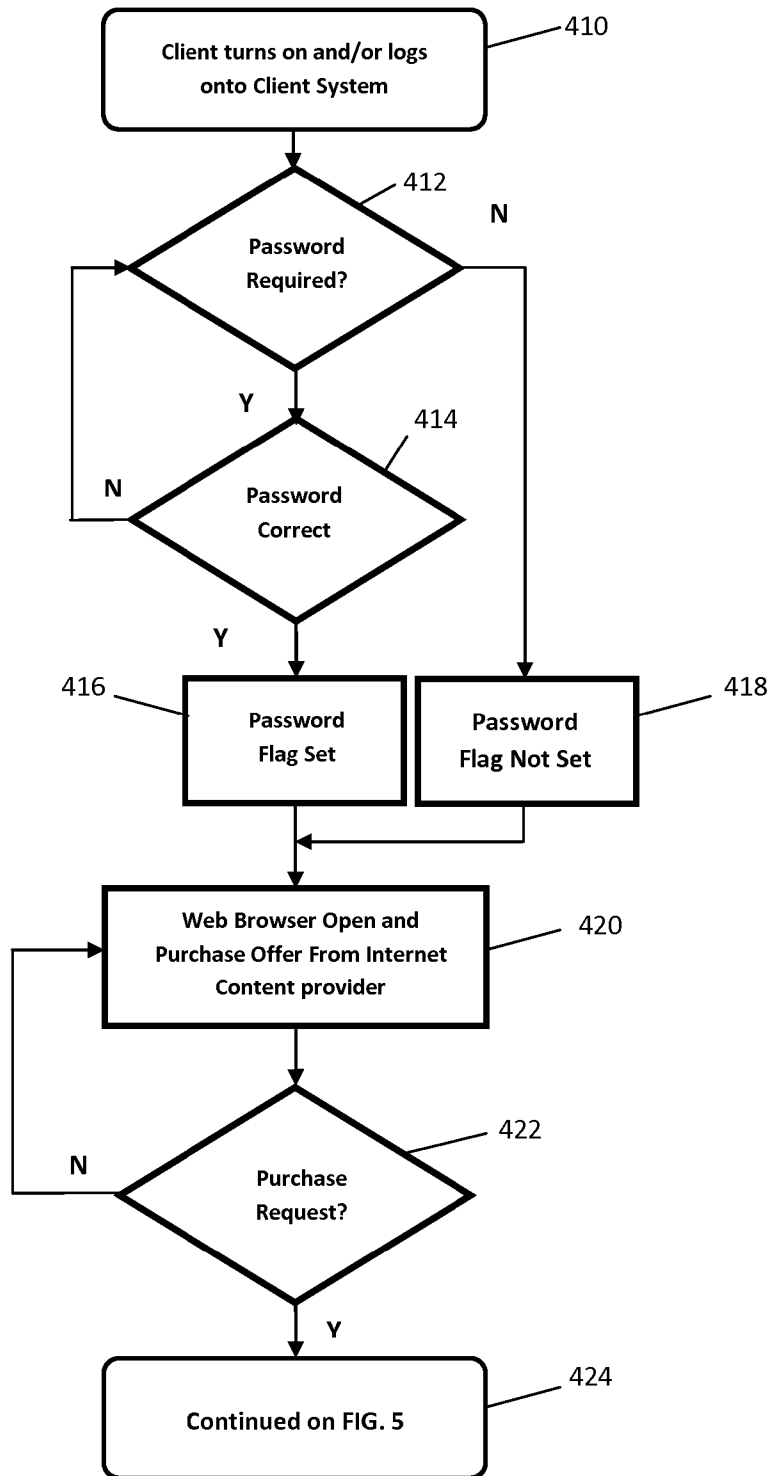 Client turns on and/or logs
onto Client System
410
412
N
Password
Required?
Y
414
N
Password
Correct
Y
416
Password
Flag Set
Password
Flag Not Set
418
Web Browser Open and
Purchase Offer From Internet
Content provider
420
422
N
Purchase
Request?
Y
424
Continued on FIG. 5